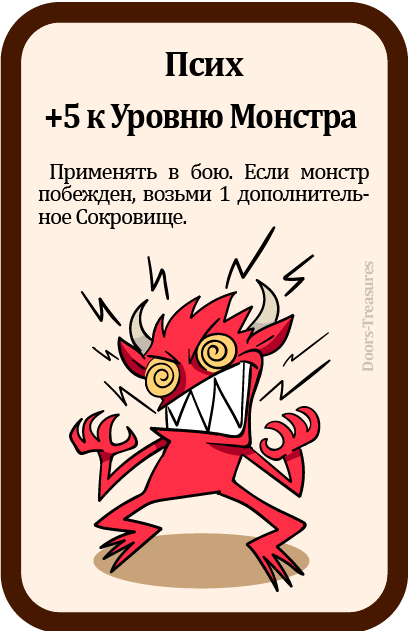 Псих
+5 к Уровню Монстра
Применять в бою. Если монстр
побежден, возьми 1 дополнитель-
ное Сокровище.
Doors-Treasures